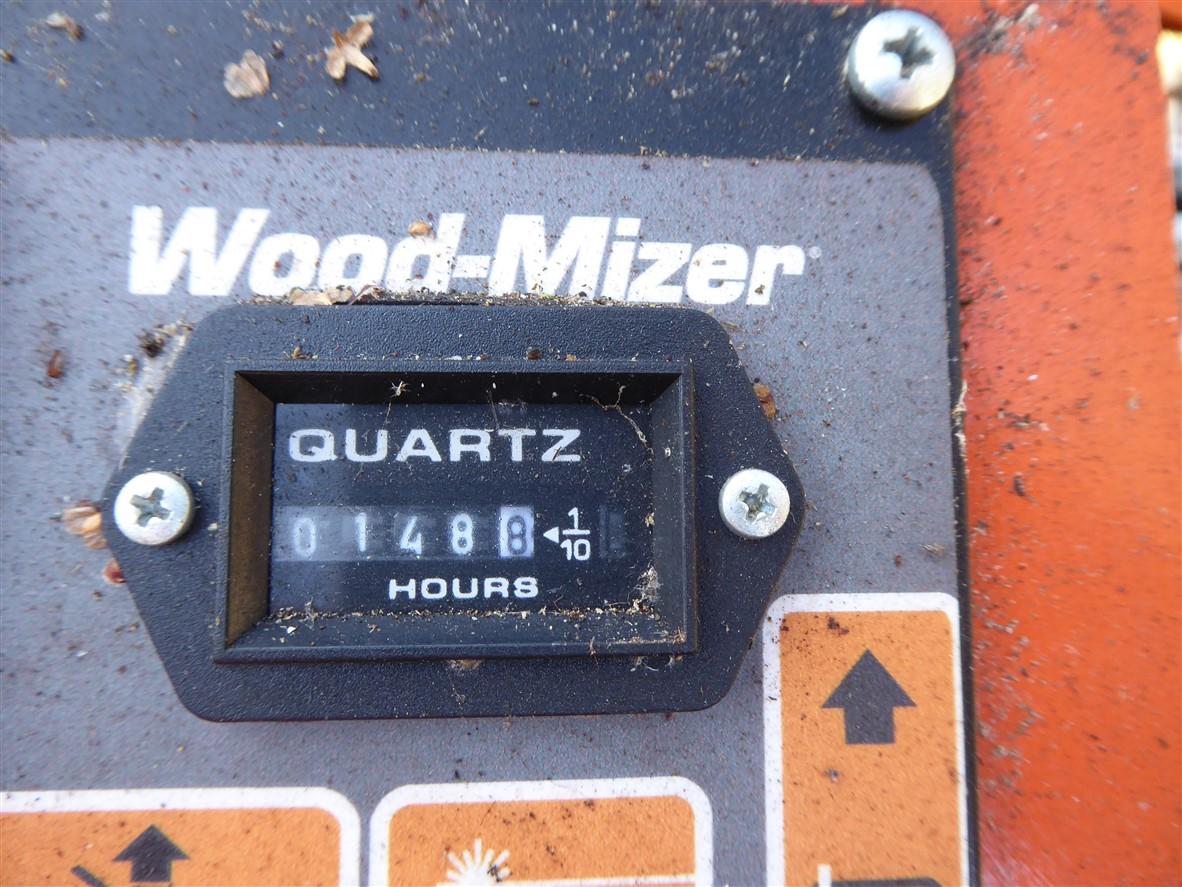 Wood-Mizer
QUARTZ
01488 ◄ 1/10
HOURS